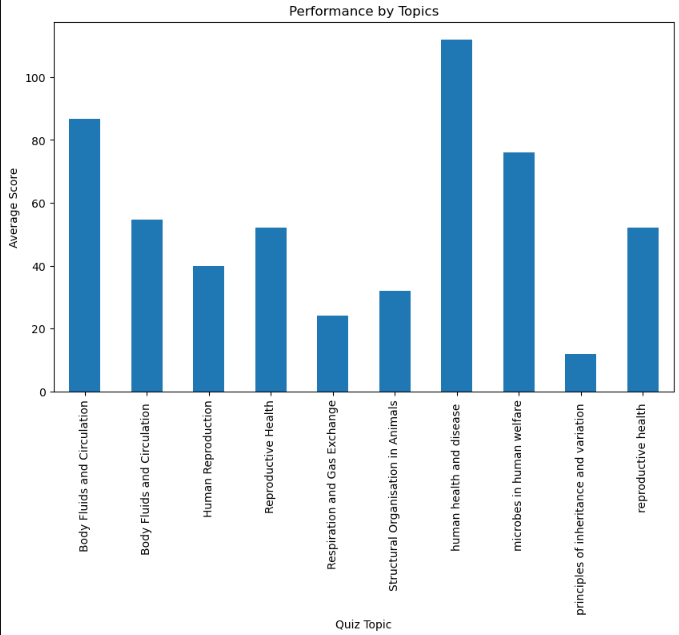 Performance by Topics
Average Score
100
80
60
40
20
0
Body Fluids and Circulation
Body Fluids and Circulation
Human Reproduction
Reproductive Health
Respiration and Gas Exchange
Structural Organisation in Animals
human health and disease
microbes in human welfare
principles of inheritance and variation
reproductive health
Quiz Topic